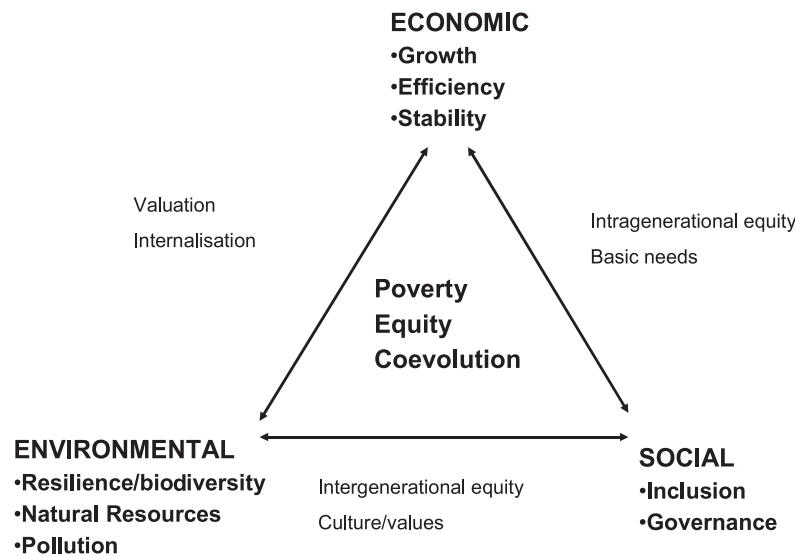 ECONOMIC
•Growth
•Efficiency
•Stability
Valuation
Internalisation
Intragenerational equity
Basic needs
Poverty
Equity
Coevolution
ENVIRONMENTAL
•Resilience/biodiversity
•Natural Resources
•Pollution
Intergenerational equity
Culture/values
SOCIAL
•Inclusion
•Governance